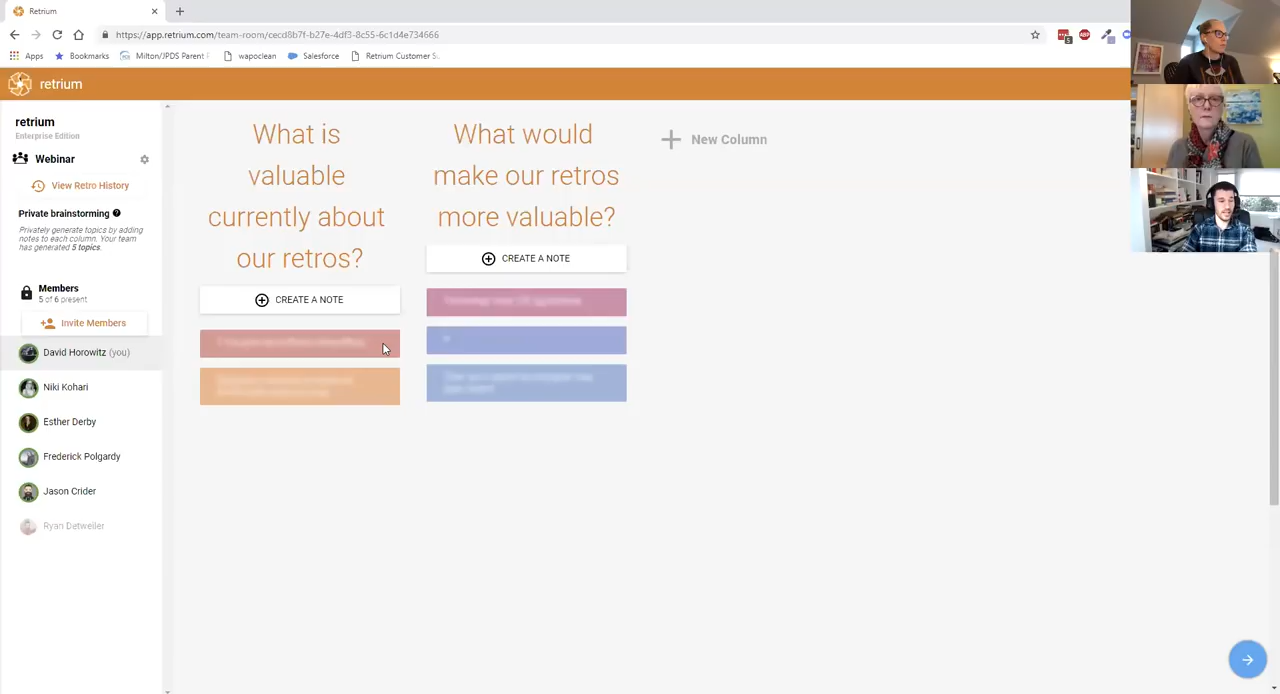 Retrium
https://app.retrium.com/team-room/cecd8b7f-b27e-4df3-8c55-6c1d4e734666
Apps
Bookmarks
Milton/JPDS Parent
wapoclean
Salesforce
Retrium Customer Su
5
ABP
retrium
retrium
Enterprise Edition
Webinar
View Retro History
Private brainstorming
Privately generate topics by adding
notes to each column. Your team
has generated 5 topics.
Members
5 of 6 present
Invite Members
David Horowitz (you)
Niki Kohari
Esther Derby
Frederick Polgardy
Jason Crider
Ryan Detweiler
What is
valuable
currently about
our retros?
CREATE A NOTE
What would
make our retros
more valuable?
CREATE A NOTE
New Column